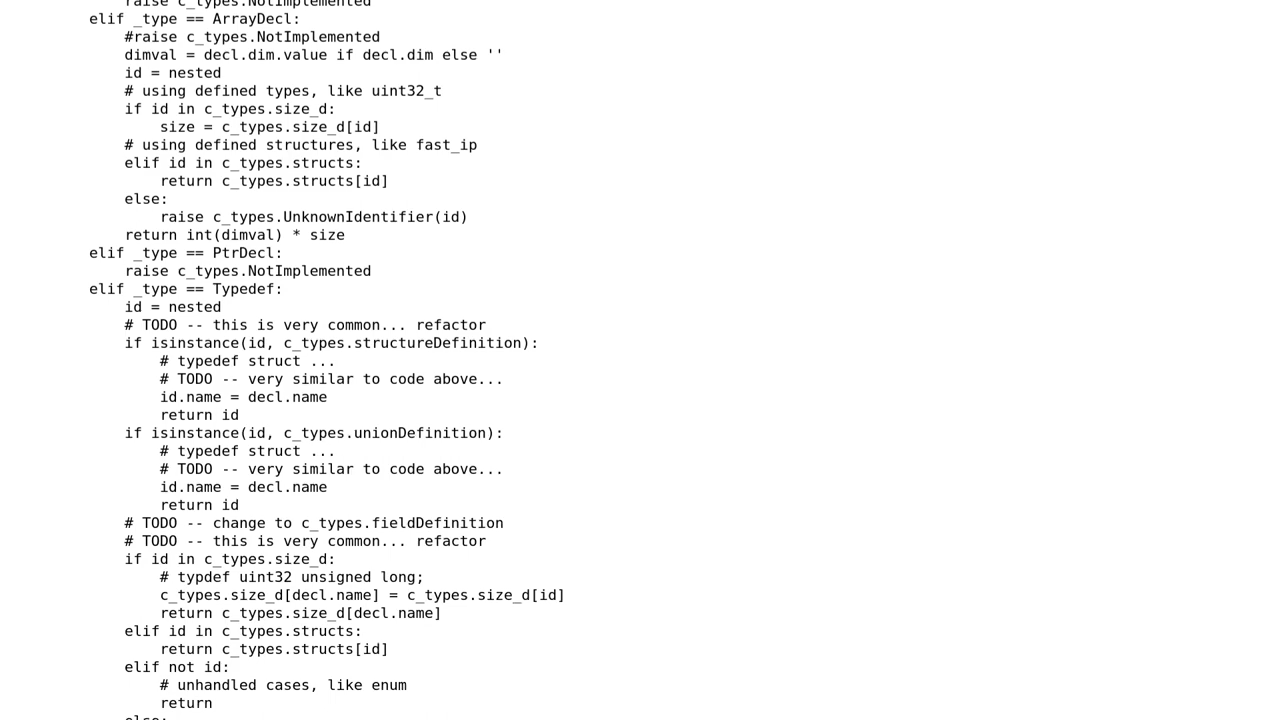 raise c_types.NotImplemented
elif _type == ArrayDecl:
#raise c_types.NotImplemented
dimval = decl.dim.value if decl.dim else ''
id = nested
# using defined types, like uint32_t
if id in c_types.size_d:
size = c_types.size_d[id]
# using defined structures, like fast_ip
elif id in c_types.structs:
return c_types.structs[id]
else:
raise c_types.UnknownIdentifier(id)
return int(dimval) * size
elif _type == PtrDecl:
raise c_types.NotImplemented
elif _type == Typedef:
id = nested
# TODO -- this is very common... refactor
if isinstance(id, c_types.structureDefinition):
# typedef struct ...
# TODO -- very similar to code above...
id.name = decl.name
return id
if isinstance(id, c_types.unionDefinition):
# typedef struct ...
# TODO -- very similar to code above...
id.name = decl.name
return id
# TODO -- change to c_types.fieldDefinition
# TODO -- this is very common... refactor
if id in c_types.size_d:
# typdef uint32 unsigned long;
c_types.size_d[decl.name] = c_types.size_d[id]
return c_types.size_d[decl.name]
elif id in c_types.structs:
return c_types.structs[id]
elif not id:
# unhandled cases, like enum
return
else: